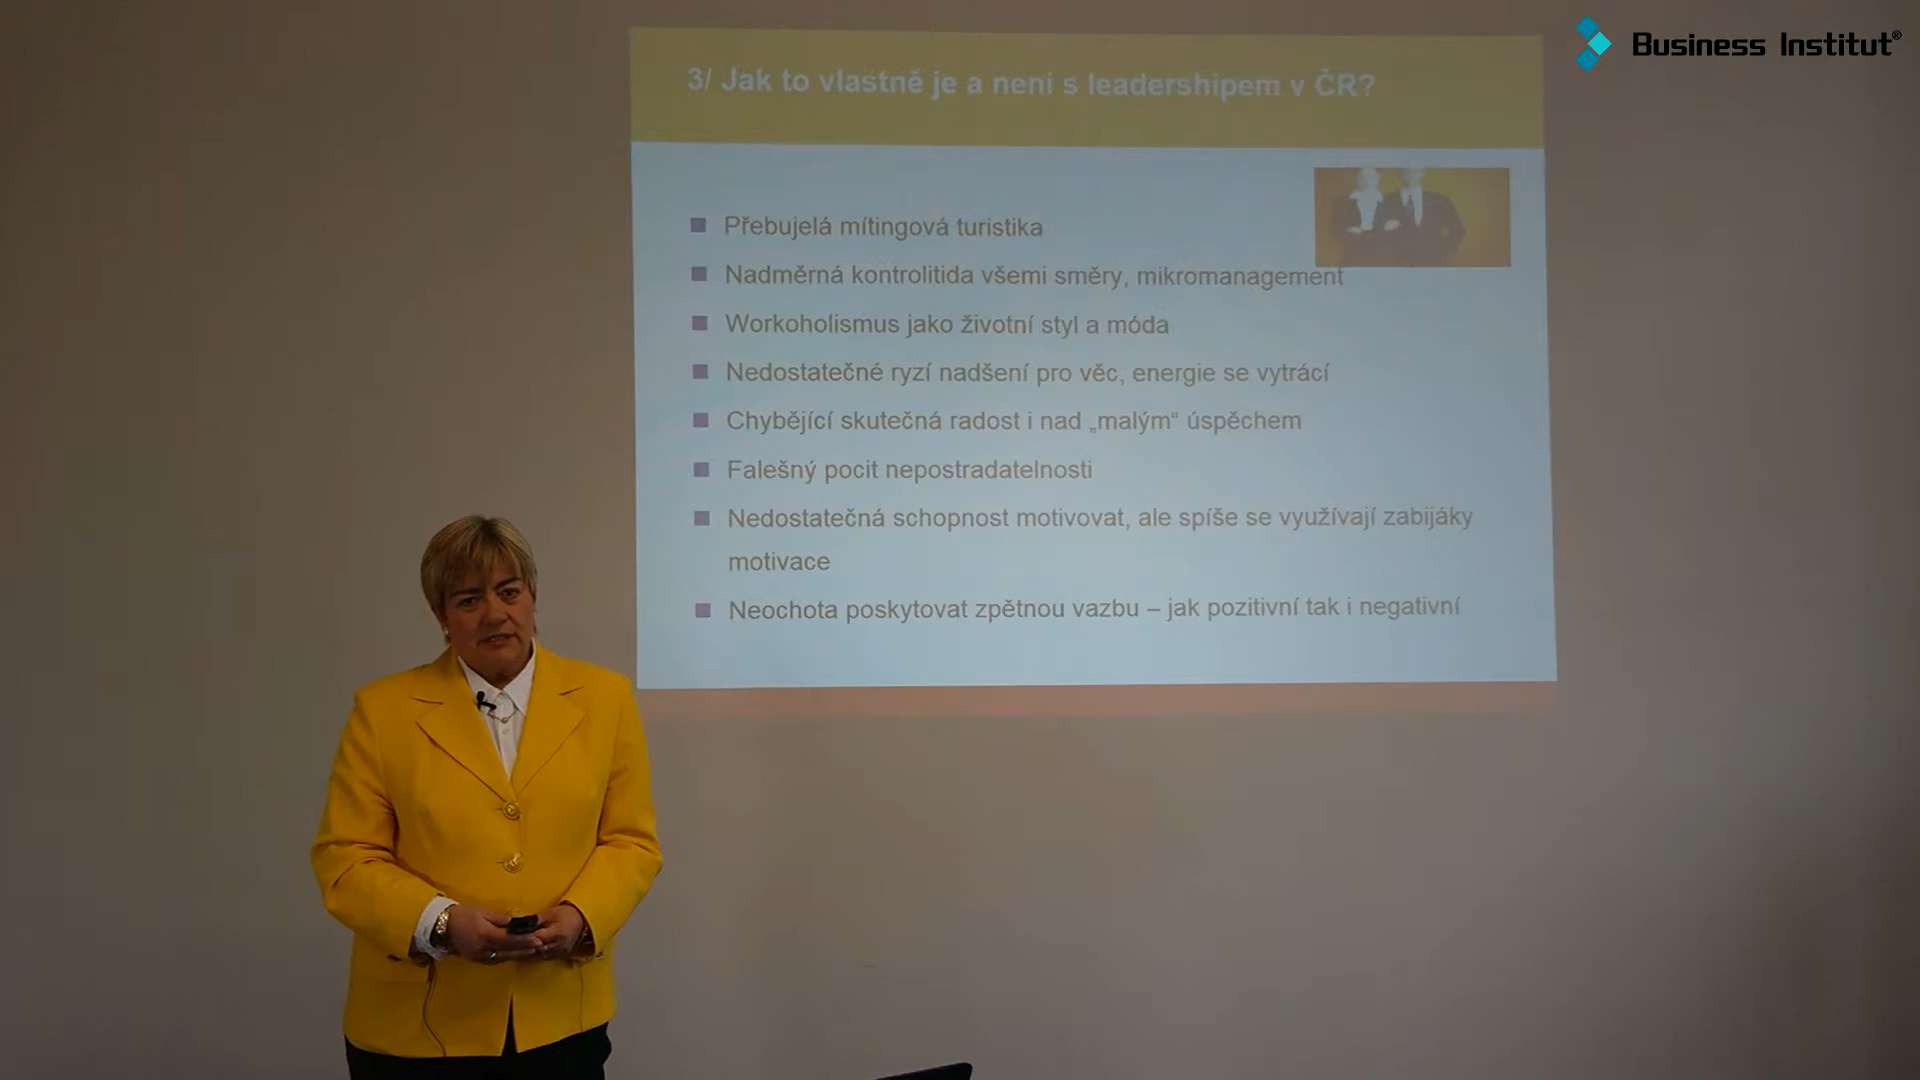 Business Institut®
3/ Jak to vlastně je a není s leadershipem v ČR?
Přebujelá mítingová turistika
Nadměrná kontrolitida všemi směry, mikromanagement
Workoholismus jako životní styl a móda
Nedostatečné ryzí nadšení pro věc, energie se vytrácí
Chybějící skutečná radost i nad „malým“ úspěchem
Falešný pocit nepostradatelnosti
Nedostatečná schopnost motivovat, ale spíše se využívají zabijáky
motivace
Neochota poskytovat zpětnou vazbu – jak pozitivní tak i negativní